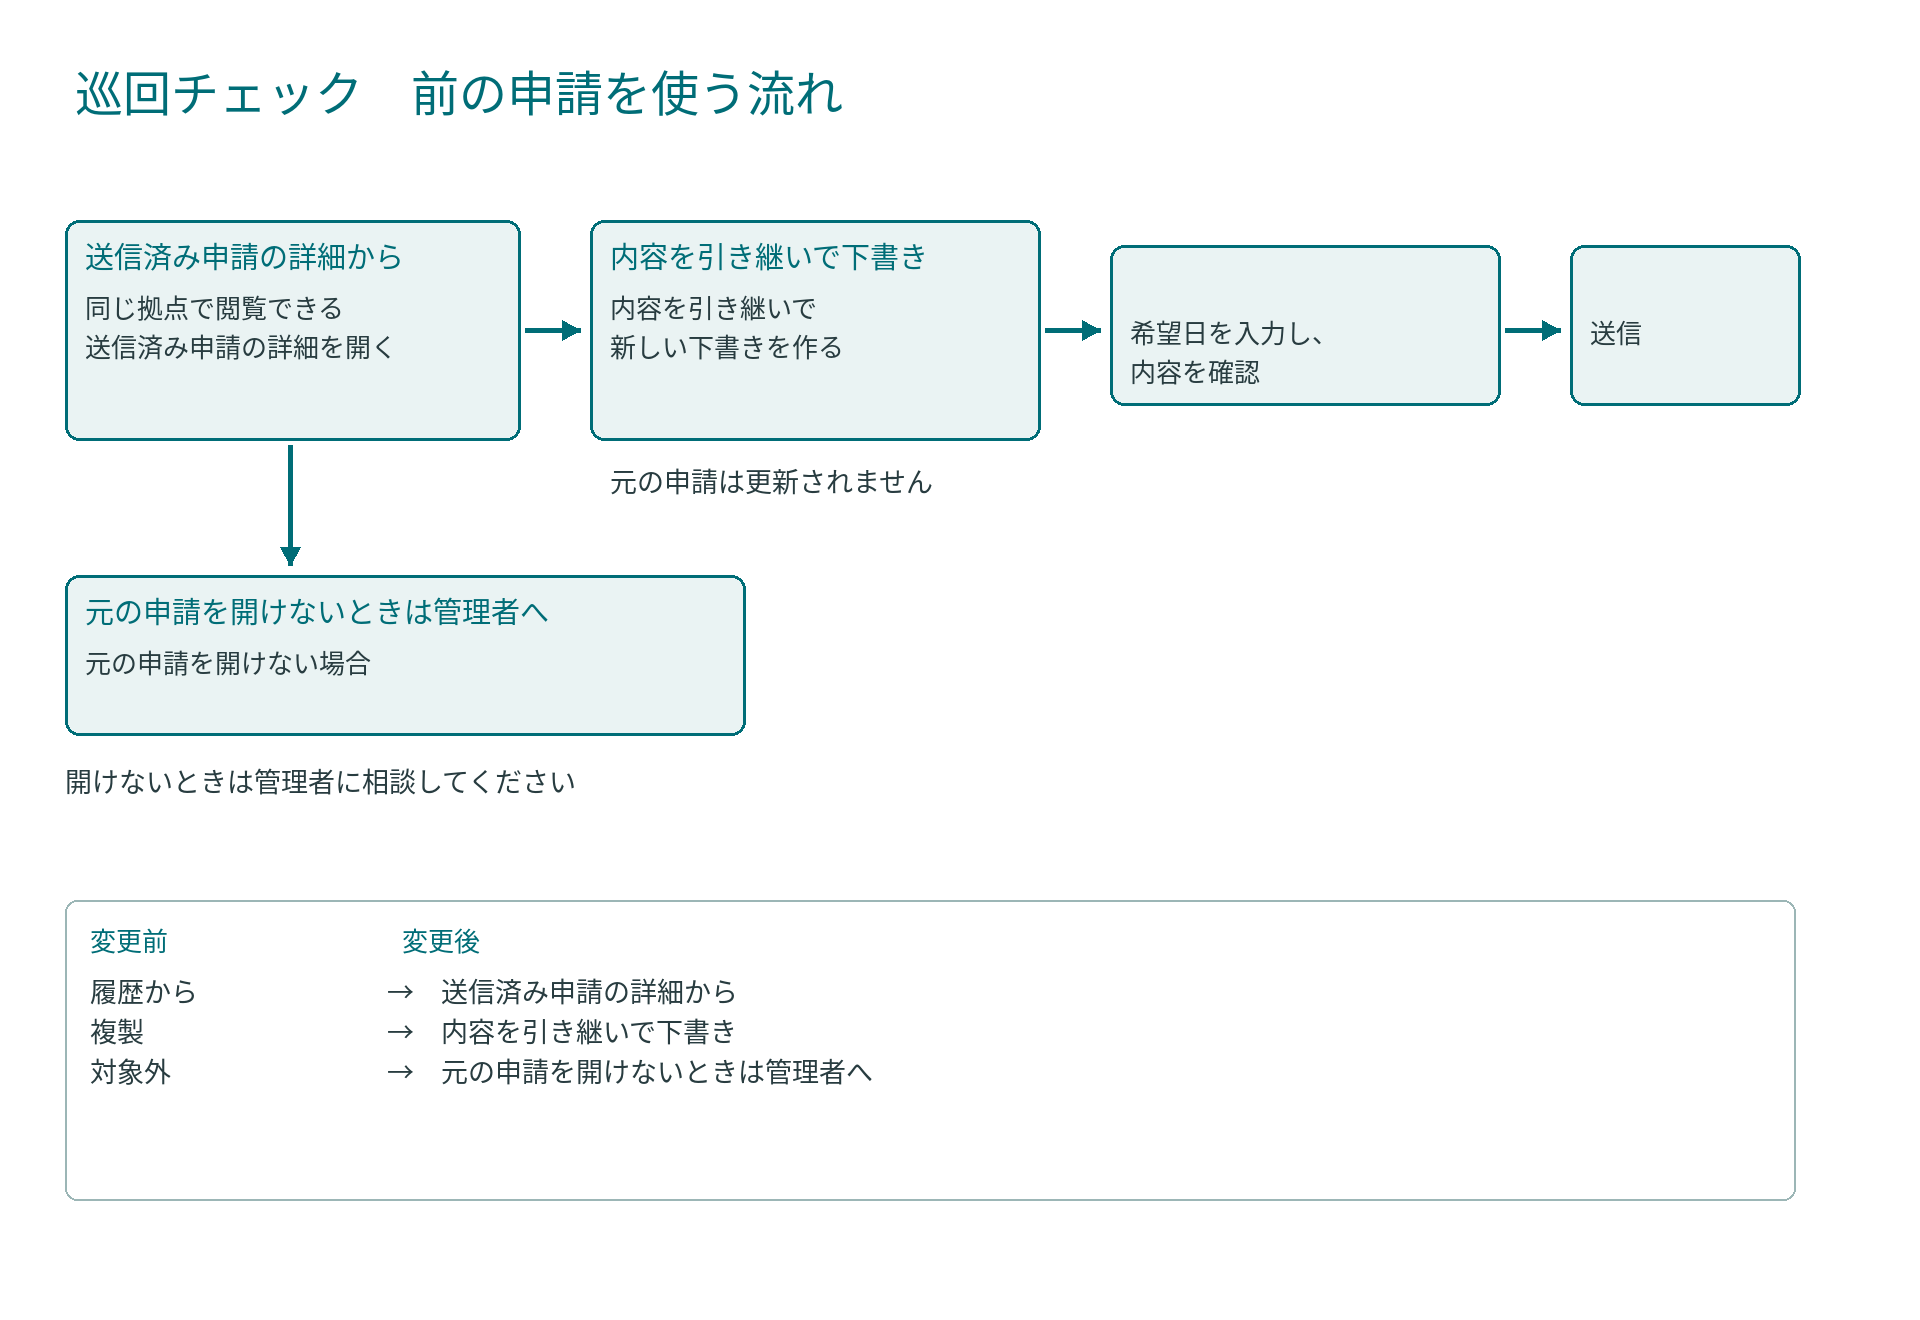 巡回チェック　前の申請を使う流れ
送信済み申請の詳細から
同じ拠点で閲覧できる
送信済み申請の詳細を開く
内容を引き継いで下書き
内容を引き継いで
新しい下書きを作る
元の申請は更新されません
希望日を入力し、
内容を確認
送信
元の申請を開けないときは管理者へ
元の申請を開けない場合
開けないときは管理者に相談してください
変更前　変更後
履歴から → 送信済み申請の詳細から
複製 → 内容を引き継いで下書き
対象外 → 元の申請を開けないときは管理者へ